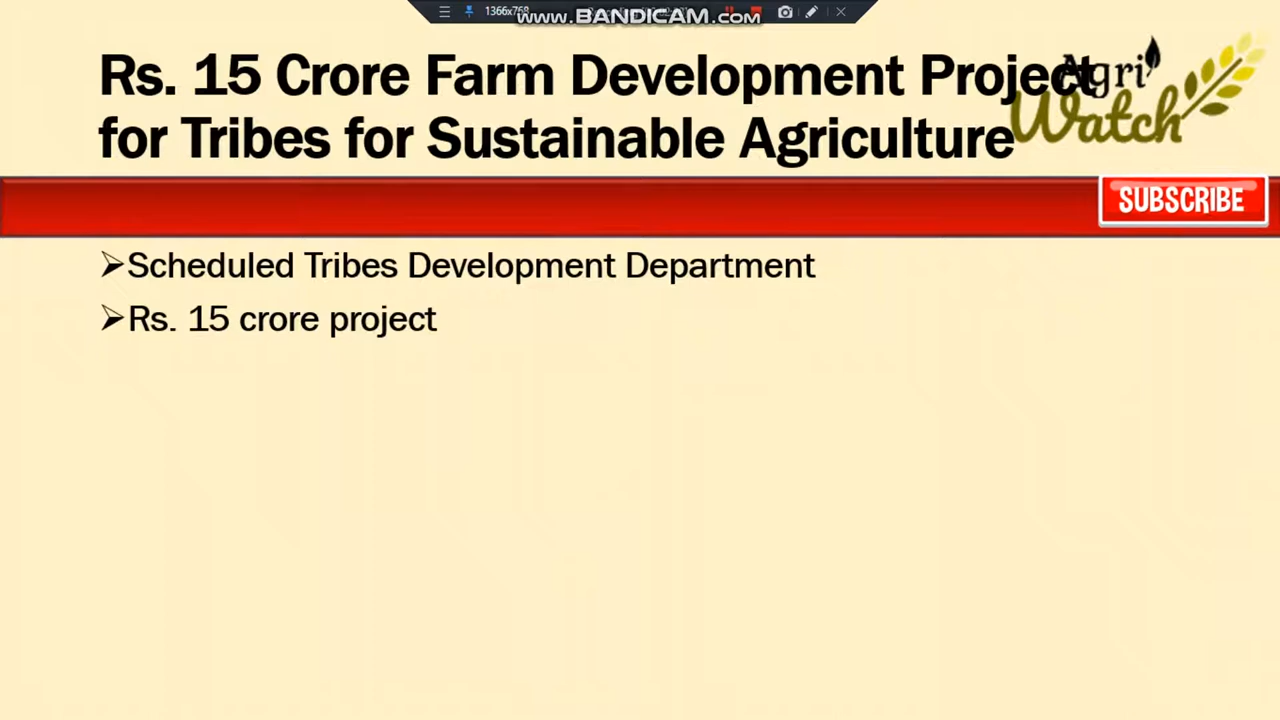 1366x768
www.BANDICAM.com
Rs. 15 Crore Farm Development Project
for Tribes for Sustainable Agriculture
Agri
Watch
SUBSCRIBE
➢Scheduled Tribes Development Department
➢Rs. 15 crore project